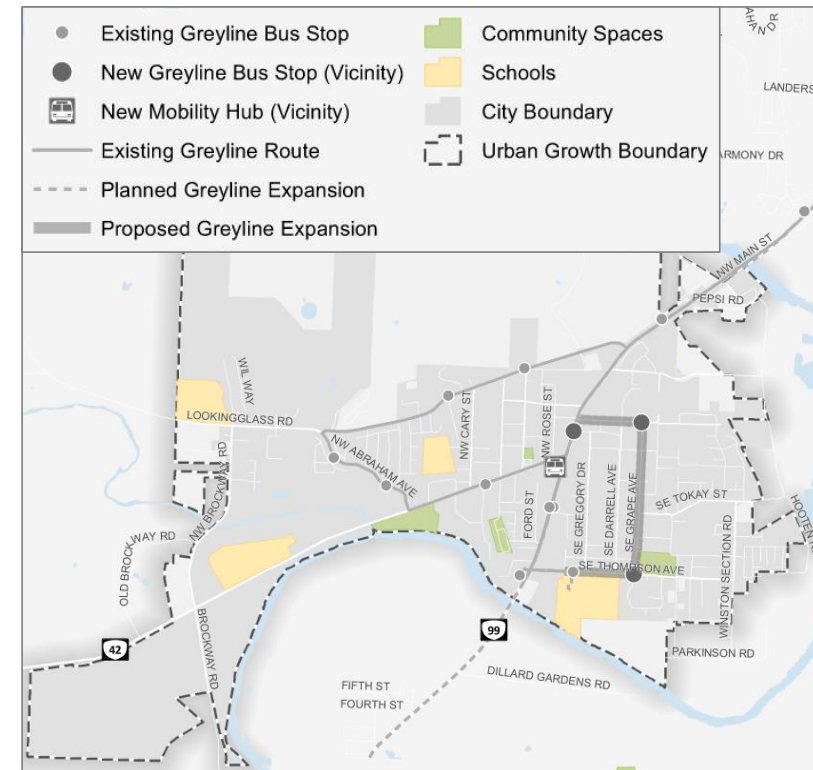 Existing Greyline Bus Stop
New Greyline Bus Stop (Vicinity)
New Mobility Hub (Vicinity)
Existing Greyline Route
Planned Greyline Expansion
Proposed Greyline Expansion
Community Spaces
Schools
City Boundary
Urban Growth Boundary
LANDERS
ARMONY DR
NW MAIN ST
PEPSI RD
WIL WAY
LOOKINGGLASS RD
NW CARY ST
NW ROSE ST
NW ABRAHAM AVE
NW BROCKWAY RD
OLD BROCKWAY RD
FORD ST
SE GREGORY DR
SE DARRELL AVE
SE GRAPE AVE
SE TOKAY ST
HOOTEN
SE THOMPSON AVE
WINSTON SECTION RD
BROCKWAY RD
42
99
PARKINSON RD
DILLARD GARDENS RD
FIFTH ST
FOURTH ST